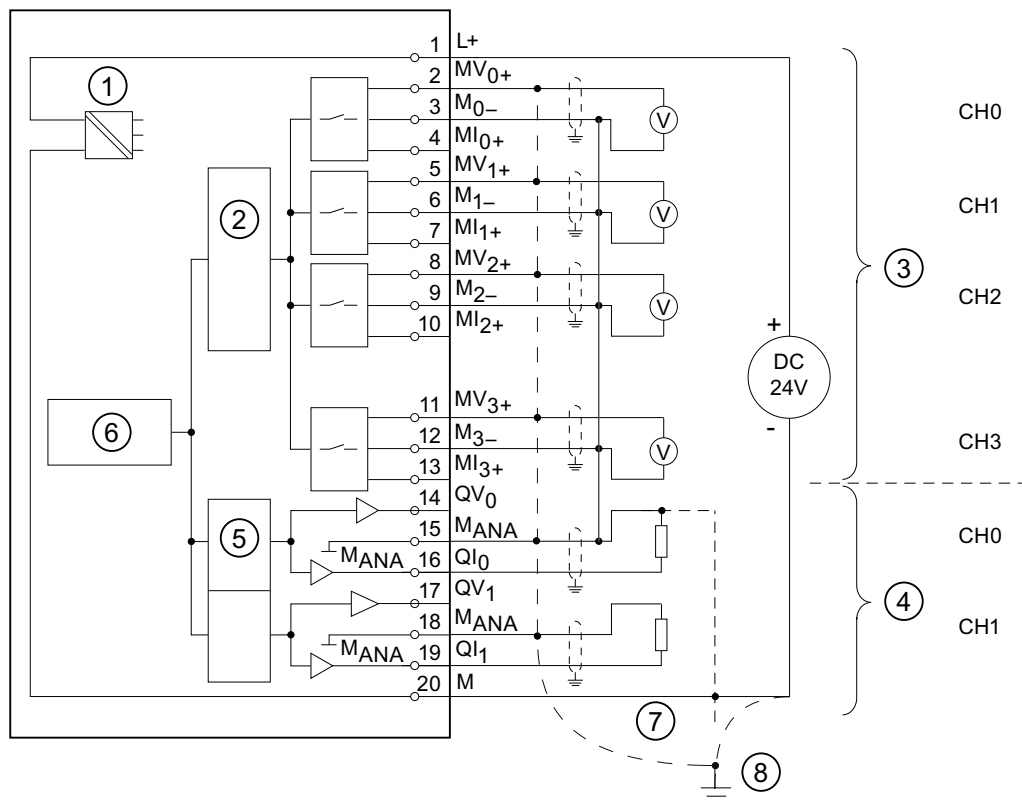 1 L+
2 MV0+
3 M0–
4 MI0+
5 MV1+
6 M1–
7 MI1+
8 MV2+
9 M2–
10 MI2+
11 MV3+
12 M3–
13 MI3+
14 QV0
15 MANA
16 QI0
17 QV1
18 MANA
19 QI1
20 M
MANA
MANA
1
2
6
5
V
V
V
V
+
DC
24V
-
3
4
7
8
CH0
CH1
CH2
CH3
CH0
CH1